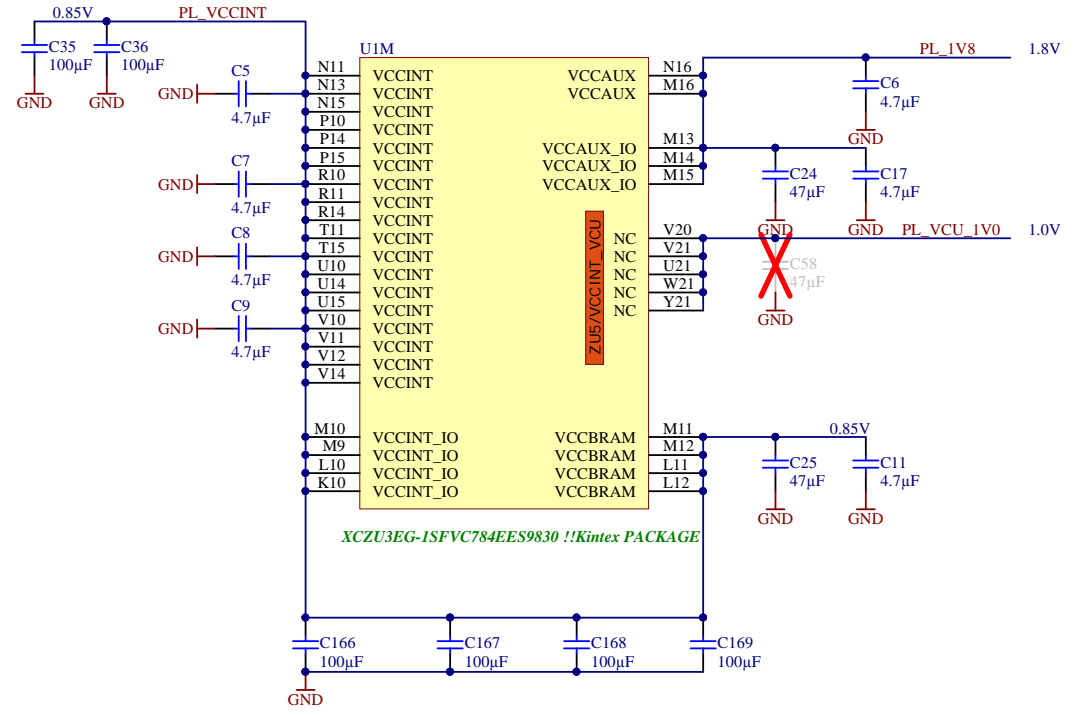 0.85V PL_VCCINT
C35 C36
100µF 100µF
GND GND
U1M
PL_1V8 1.8V
N11 VCCINT VCCAUX N16
C5
GND N13 VCCINT VCCAUX M16
C6
4.7µF
N15 VCCINT
4.7µF
P10 VCCINT
GND
P14 VCCINT VCCAUX_IO M13
P15 VCCINT VCCAUX_IO M14
C7
GND R10 VCCINT VCCAUX_IO M15
C24 C17
47µF 4.7µF
R11 VCCINT
4.7µF
R14 VCCINT
GND GND PL_VCU_1V0 1.0V
C8
T11 VCCINT NC V20
GND T15 VCCINT NC V21
C58
47µF
U10 VCCINT NC U21
4.7µF
U14 VCCINT NC W21
C9
U15 VCCINT NC Y21
GND
GND V10 VCCINT
ZU5/VCCINT_VCU
V11 VCCINT
4.7µF
V12 VCCINT
V14 VCCINT
M10 VCCINT_IO VCCBRAM M11 0.85V
M9 VCCINT_IO VCCBRAM M12
L10 VCCINT_IO VCCBRAM L11
C25 C11
47µF 4.7µF
K10 VCCINT_IO VCCBRAM L12
GND GND
XCZU3EG-1SFVC784EES9830 !!Kintex PACKAGE
C166 C167 C168 C169
100µF 100µF 100µF 100µF
GND